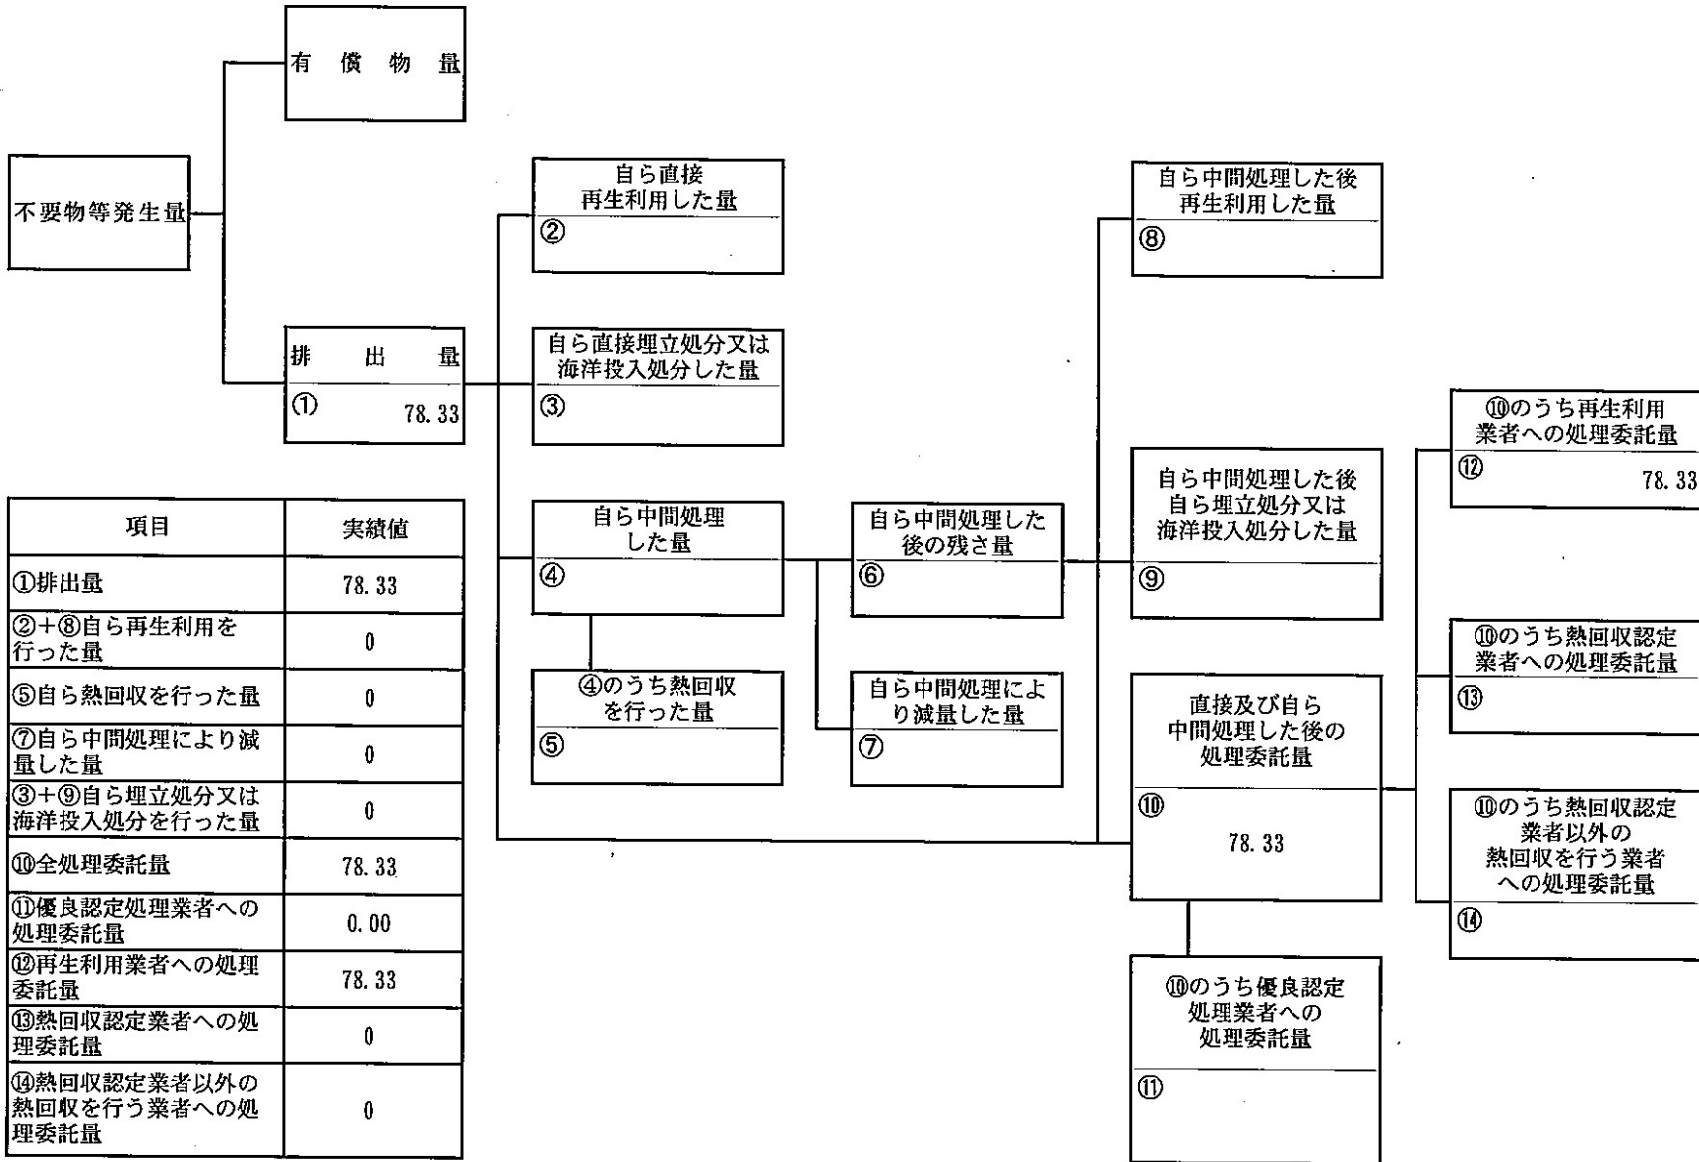 有償物量
不要物等発生量
排出量
①
78.33
自ら直接
再生利用した量
②
自ら直接埋立処分又は
海洋投入処分した量
③
自ら中間処理
した量
④
④のうち熱回収
を行った量
⑤
自ら中間処理した
後の残さ量
⑥
自ら中間処理によ
り減量した量
⑦
自ら中間処理した後
再生利用した量
⑧
自ら中間処理した後
自ら埋立処分又は
海洋投入処分した量
⑨
直接及び自ら
中間処理した後の
処理委託量
⑩
78.33
⑩のうち優良認定
処理業者への
処理委託量
⑪
⑩のうち再生利用
業者への処理委託量
⑫
78.33
⑩のうち熱回収認定
業者への処理委託量
⑬
⑩のうち熱回収認定
業者以外の
熱回収を行う業者
への処理委託量
⑭
項目 実績値
①排出量 78.33
②+⑧自ら再生利用を
行った量 0
⑤自ら熱回収を行った量 0
⑦自ら中間処理により減
量した量 0
③+⑨自ら埋立処分又は
海洋投入処分を行った量 0
⑩全処理委託量 78.33
⑪優良認定処理業者への
処理委託量 0.00
⑫再生利用業者への処理
委託量 78.33
⑬熱回収認定業者への処
理委託量 0
⑭熱回収認定業者以外の
熱回収を行う業者への処
理委託量 0